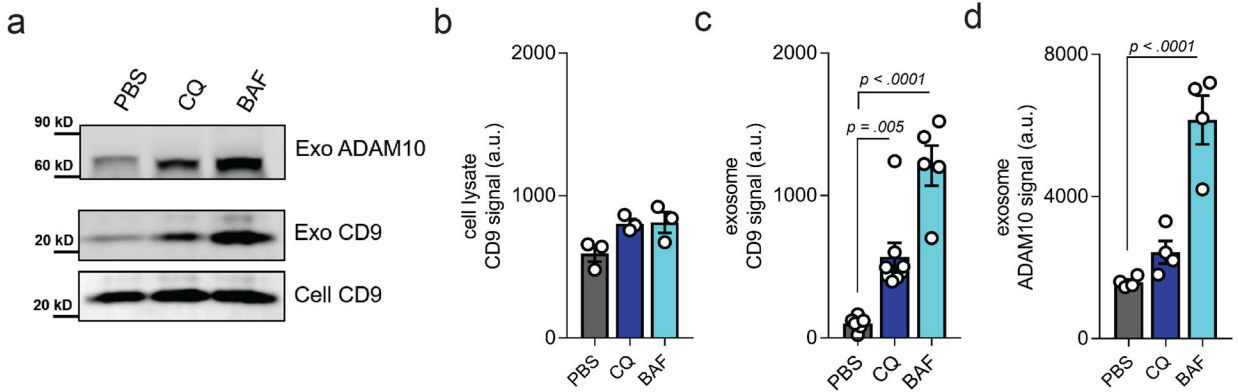 a
PBS
CQ
BAF
90 kD
60 kD
Exo ADAM10
20 kD
Exo CD9
20 kD
Cell CD9
b
cell lysate
CD9 signal (a.u.)
2000
1000
0
PBS
CQ
BAF
c
exosome
CD9 signal (a.u.)
2000
1000
0
p < .0001
p = .005
PBS
CQ
BAF
d
exosome
ADAM10 signal (a.u.)
8000
4000
0
p < .0001
PBS
CQ
BAF